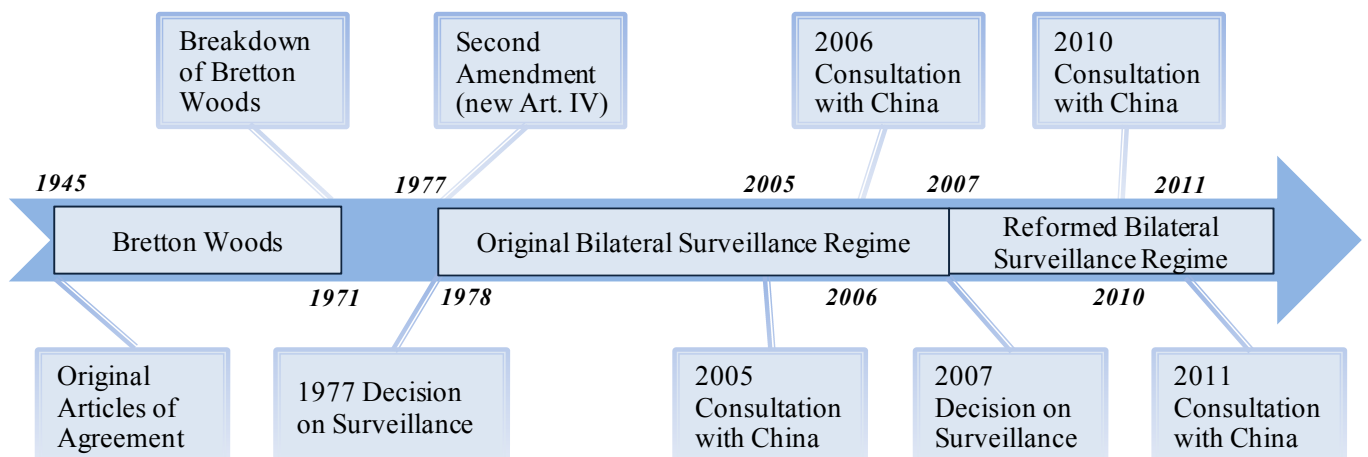 Breakdown
of Bretton
Woods
Second
Amendment
(new Art. IV)
2006
Consultation
with China
2010
Consultation
with China
1945
1977
2005
2007
2011
Bretton Woods
Original Bilateral Surveillance Regime
Reformed Bilateral
Surveillance Regime
1971
1978
2006
2010
Original
Articles of
Agreement
1977 Decision
on Surveillance
2005
Consultation
with China
2007
Decision on
Surveillance
2011
Consultation
with China